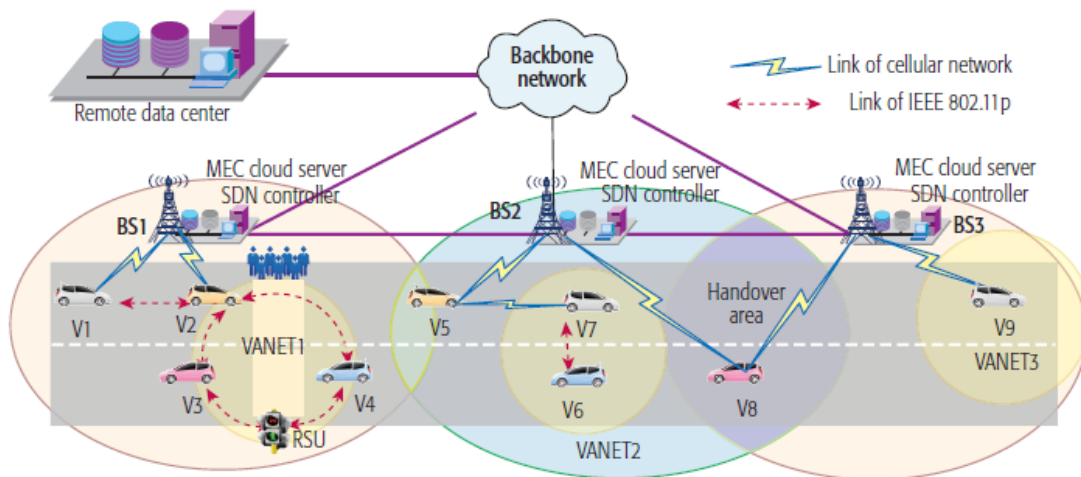 Backbone
network
Link of cellular network
Link of IEEE 802.11p
Remote data center
MEC cloud server
SDN controller
BS1
MEC cloud server
SDN controller
BS2
MEC cloud server
SDN controller
BS3
V1
V2
V5
V7
Handover
area
V9
VANET1
VANET3
V3
V4
V6
V8
RSU
VANET2